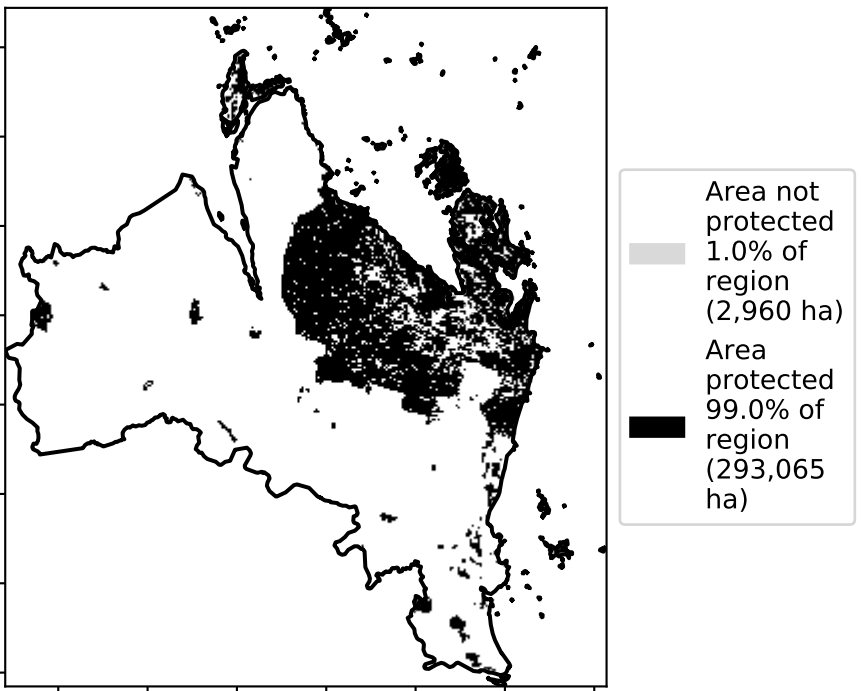 Area not
protected
1.0% of
region
(2,960 ha)
Area
protected
99.0% of
region
(293,065
ha)